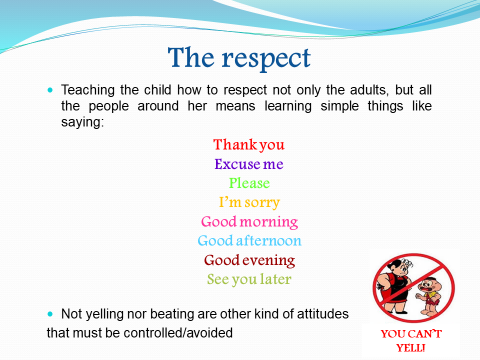 The respect
Teaching the child how to respect not only the adults, but all
the people around her means learning simple things like
saying:
Thank you
Excuse me
Please
I'm sorry
Good morning
Good afternoon
Good evening
See you later
Not yelling nor beating are other kind of attitudes
that must be controlled/avoided
YOU CAN'T
YELL!